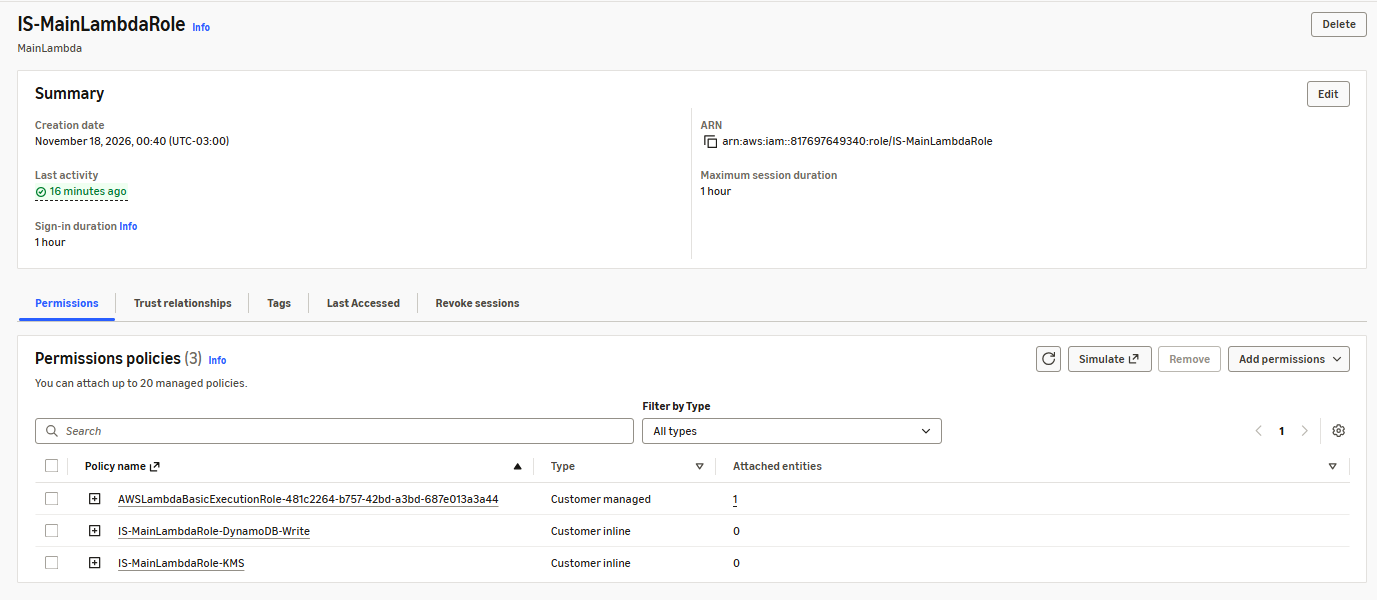 IS-MainLambdaRole Info
Delete
MainLambda
Summary
Edit
Creation date
November 18, 2026, 00:40 (UTC-03:00)
ARN
arn:aws:iam::817697649340:role/IS-MainLambdaRole
Last activity
16 minutes ago
Maximum session duration
1 hour
Sign-in duration Info
1 hour
Permissions Trust relationships Tags Last Accessed Revoke sessions
Permissions policies (3) Info
Simulate Remove Add permissions
You can attach up to 20 managed policies.
Filter by Type
Search All types 1
Policy name Type Attached entities
AWSLambdaBasicExecutionRole-481c2264-b757-42bd-a3bd-687e013a3a44 Customer managed 1
IS-MainLambdaRole-DynamoDB-Write Customer inline 0
IS-MainLambdaRole-KMS Customer inline 0